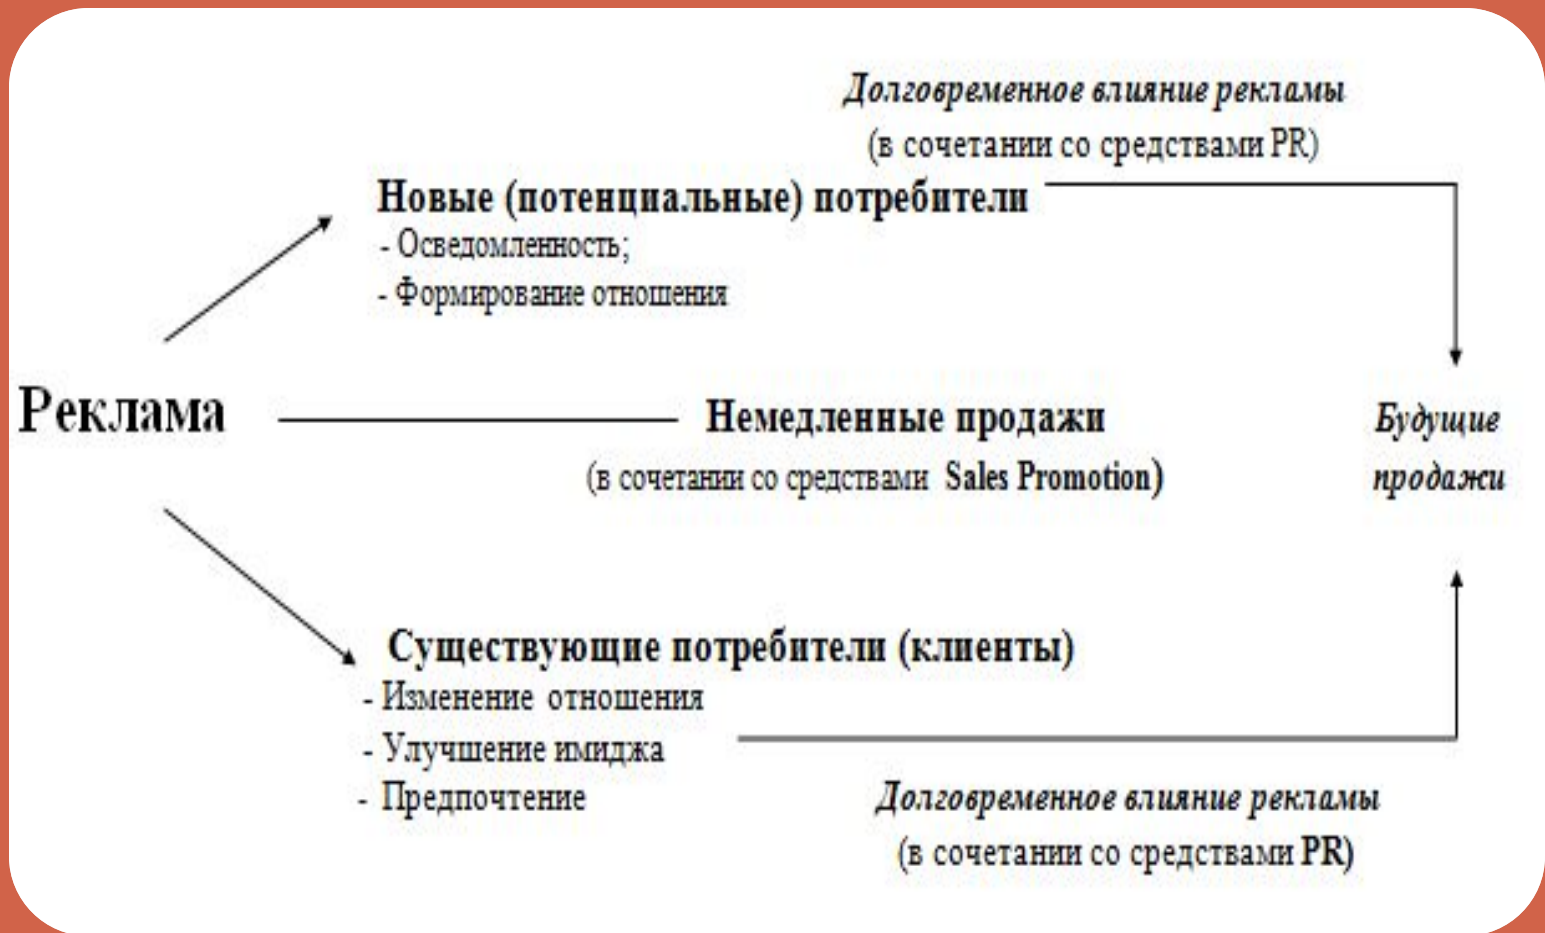 Долговременное влияние рекламы
(в сочетании со средствами PR)
Новые (потенциальные) потребители
- Осведомленность;
- Формирование отношения
Реклама
Немедленные продажи
(в сочетании со средствами Sales Promotion)
Будущие
продажи
Существующие потребители (клиенты)
- Изменение отношения
- Улучшение имиджа
- Предпочтение
Долговременное влияние рекламы
(в сочетании со средствами PR)